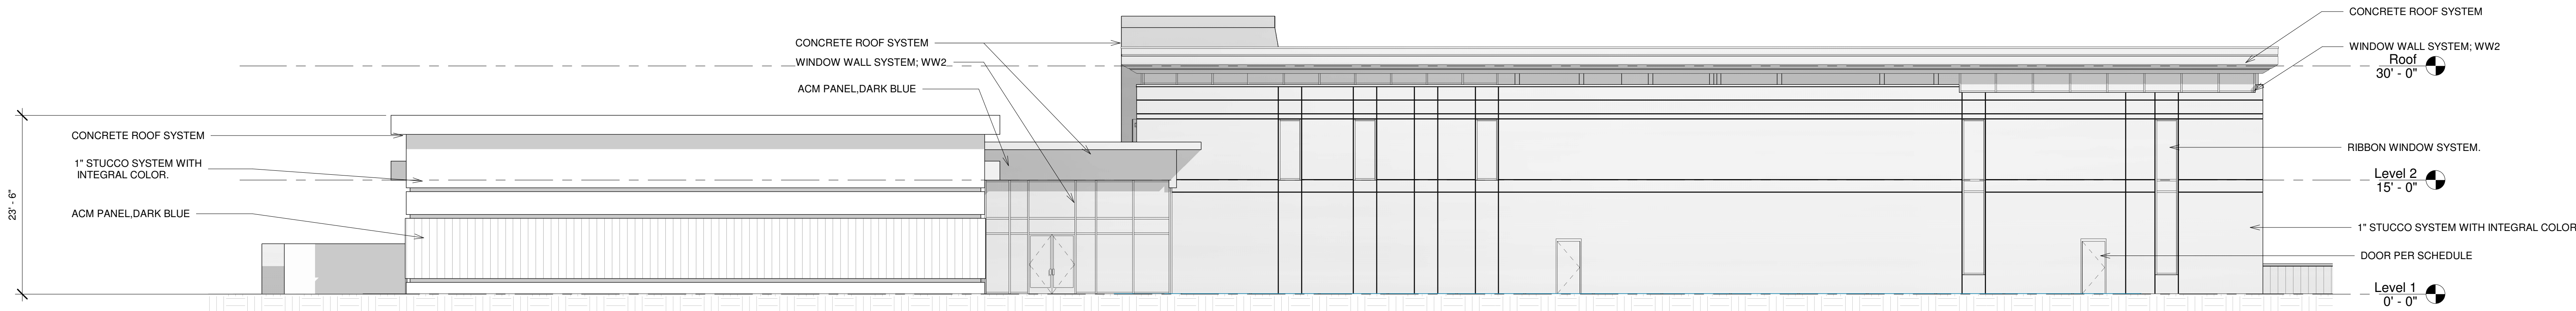 CONCRETE ROOF SYSTEM
1" STUCCO SYSTEM WITH
INTEGRAL COLOR.
ACM PANEL,DARK BLUE
23' - 6"
CONCRETE ROOF SYSTEM
WINDOW WALL SYSTEM; WW2
ACM PANEL,DARK BLUE
CONCRETE ROOF SYSTEM
WINDOW WALL SYSTEM; WW2
Roof
30' - 0"
RIBBON WINDOW SYSTEM.
Level 2
15' - 0"
1" STUCCO SYSTEM WITH INTEGRAL COLOR
DOOR PER SCHEDULE
Level 1
0' - 0"